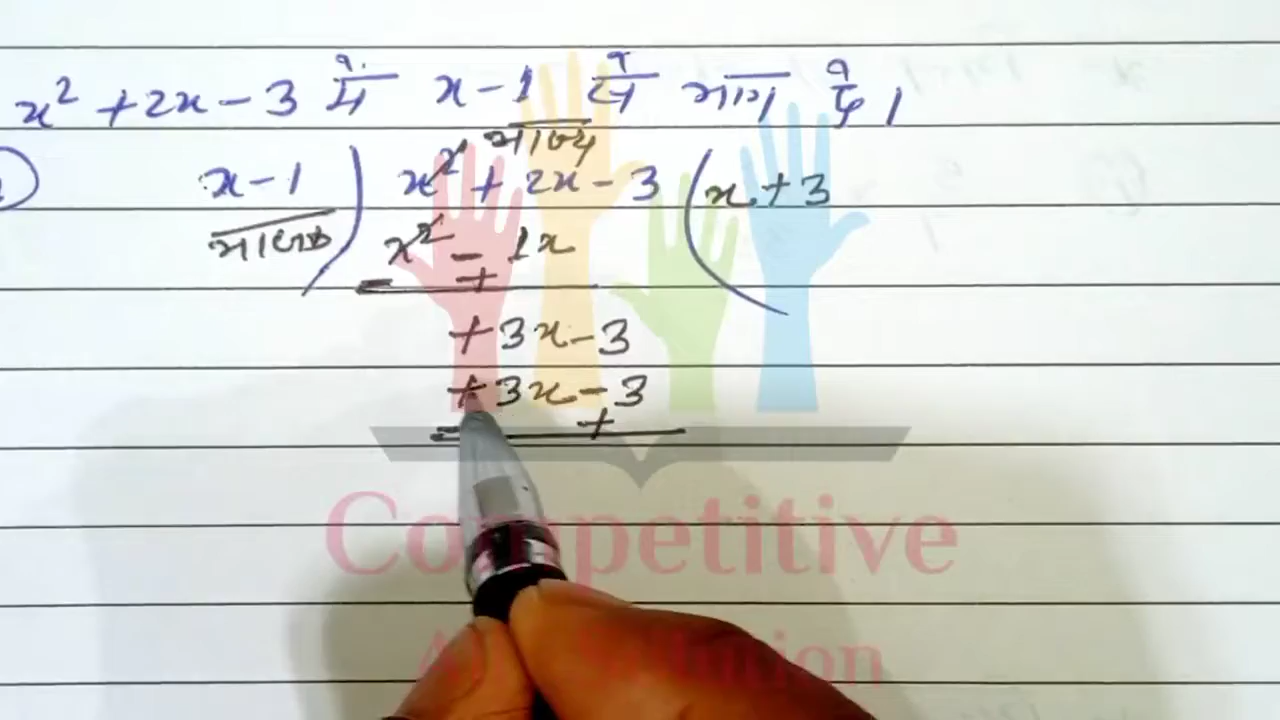 x² + 2x - 3 में x - 1 से भाग दें।
भाज्य
x - 1 ) x² + 2x - 3 ( x + 3
भाजक x² - 1x
- +
+ 3x - 3
+ 3x - 3
- +
Competitive